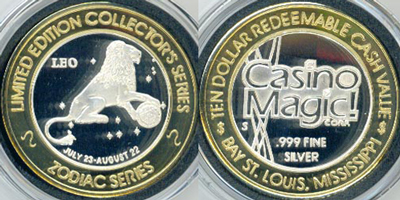 LIMITED EDITION COLLECTOR'S SERIES
LEO
JULY 23-AUGUST 22
ZODIAC SERIES
TEN DOLLAR REDEEMABLE CASH VALUE
Casino
Magic!
S
.999 FINE
SILVER
$ BAY ST. LOUIS, MISSISSIPPI $